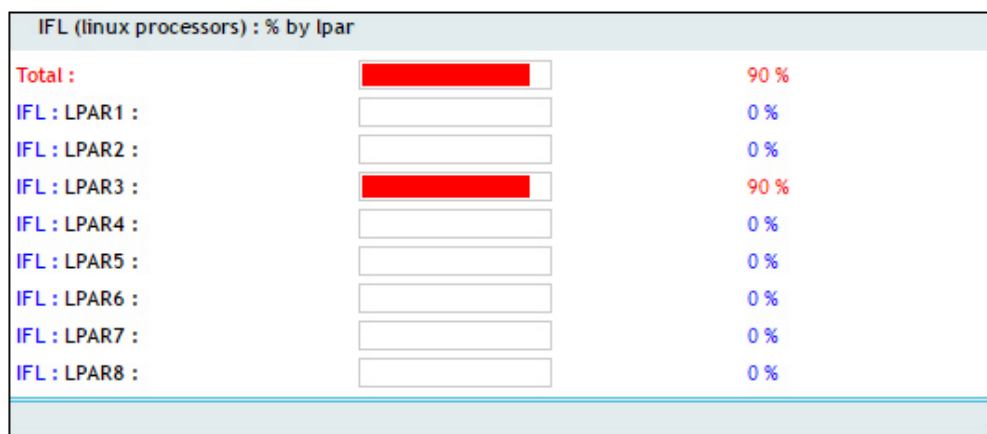 IFL (linux processors) : % by lpar
Total : 90 %
IFL : LPAR1 : 0 %
IFL : LPAR2 : 0 %
IFL : LPAR3 : 90 %
IFL : LPAR4 : 0 %
IFL : LPAR5 : 0 %
IFL : LPAR6 : 0 %
IFL : LPAR7 : 0 %
IFL : LPAR8 : 0 %